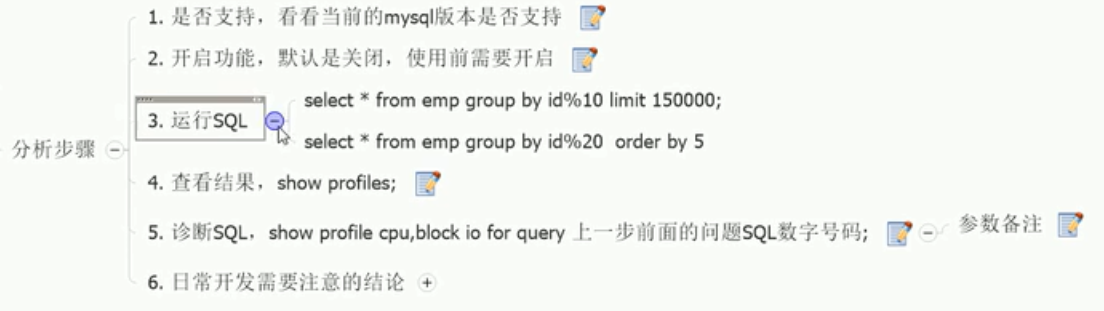 1. 是否支持，看看当前的mysql版本是否支持
2. 开启功能，默认是关闭，使用前需要开启
select * from emp group by id%10 limit 150000;
3. 运行SQL
select * from emp group by id%20 order by 5
分析步骤
4. 查看结果，show profiles;
5. 诊断SQL，show profile cpu,block io for query 上一步前面的问题SQL数字号码;
参数备注
6. 日常开发需要注意的结论